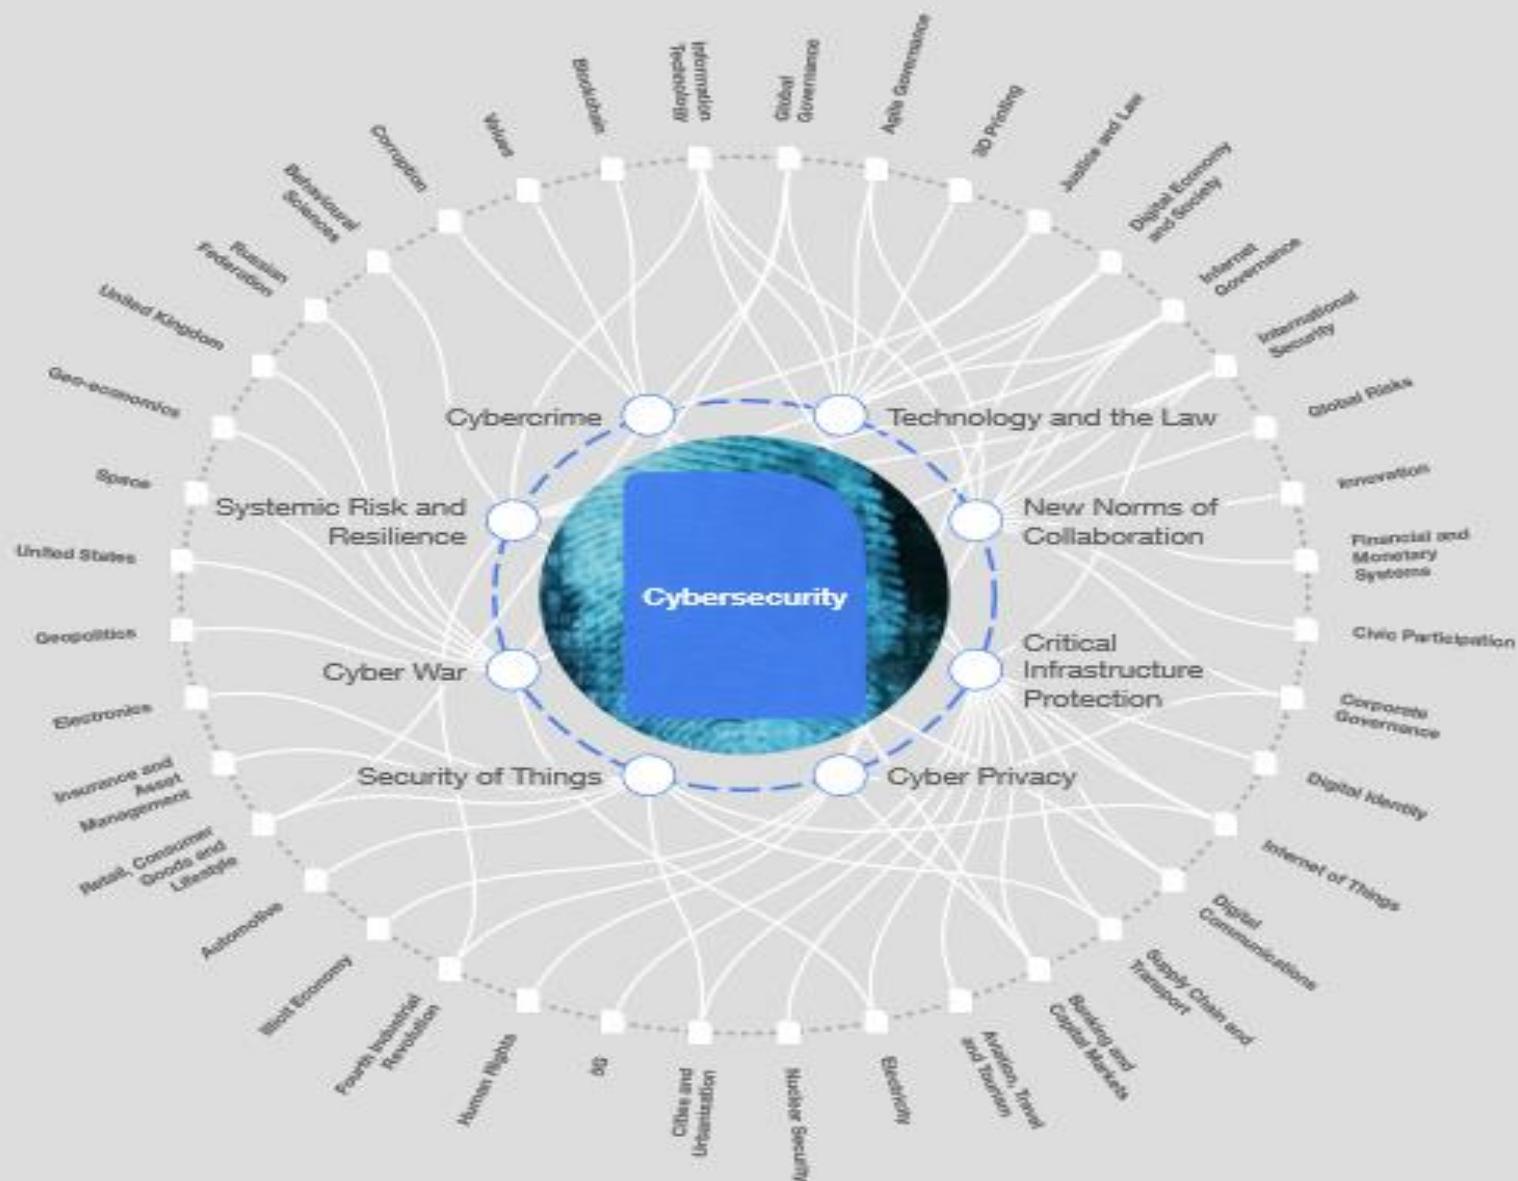 Cybersecurity
Cybercrime
Technology and the Law
Systemic Risk and
Resilience
New Norms of
Collaboration
Cyber War
Critical
Infrastructure
Protection
Security of Things
Cyber Privacy
Information
Technology
Global
Governance
Agile Governance
3D Printing
Justice and Law
Digital Economy
and Society
Internet
Governance
International
Security
Global Risks
Innovation
Financial and
Monetary
Systems
Civic Participation
Corporate
Governance
Digital Identity
Internet of Things
Digital
Communications
Supply Chain and
Transport
Banking and
Capital Markets
Aviation, Travel
and Tourism
Electricity
Nuclear Security
Cities and
Urbanization
5G
Human Rights
Fourth Industrial
Revolution
Illicit Economy
Automotive
Retail, Consumer
Goods and
Lifestyle
Insurance and
Asset
Management
Electronics
Geopolitics
United States
Space
Geo-economics
United Kingdom
Russian
Federation
Behavioural
Sciences
Corruption
Values
Blockchain